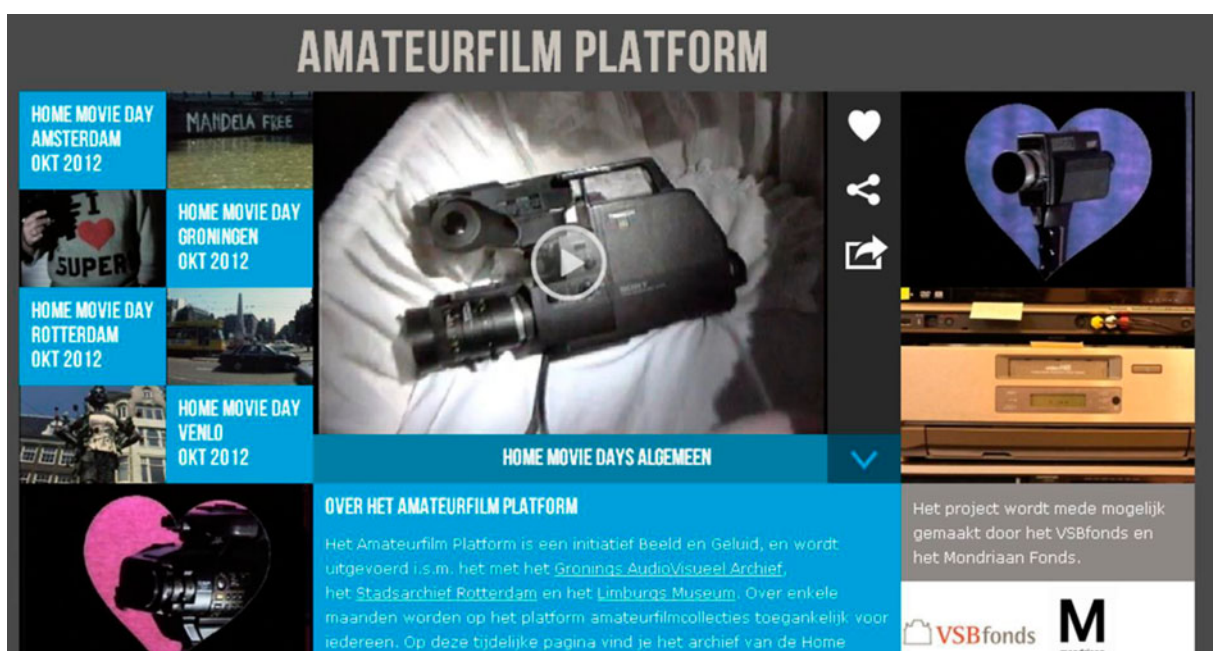 AMATEURFILM PLATFORM
HOME MOVIE DAY
AMSTERDAM
OKT 2012
MANDELA FREE
I
SUPER
HOME MOVIE DAY
GRONINGEN
OKT 2012
HOME MOVIE DAY
ROTTERDAM
OKT 2012
HOME MOVIE DAY
VENLO
OKT 2012
SONY
HOME MOVIE DAYS ALGEMEEN
OVER HET AMATEURFILM PLATFORM
Het Amateurfilm Platform is een initiatief Beeld en Geluid, en wordt
uitgevoerd i.s.m. het met het Gronings AudioVisueel Archief,
het Stadsarchief Rotterdam en het Limburgs Museum. Over enkele
maanden worden op het platform amateurfilmcollecties toegankelijk voor
iedereen. Op deze tijdelijke pagina vind je het archief van de Home
Het project wordt mede mogelijk
gemaakt door het VSBfonds en
het Mondriaan Fonds.
VSBfonds
M